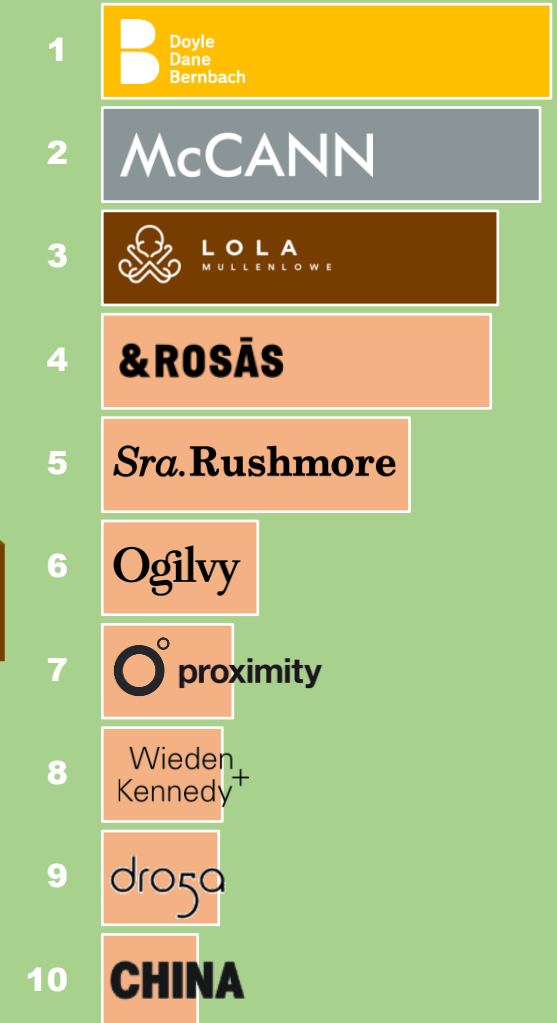 1
Doyle
Dane
Bernbach
2
McCANN
3
LOLA
MULLENLOWE
4
&ROSĀS
5
Sra.Rushmore
6
Ogilvy
7
proximity
8
Wieden
Kennedy+
9
dro5a
10
CHINA